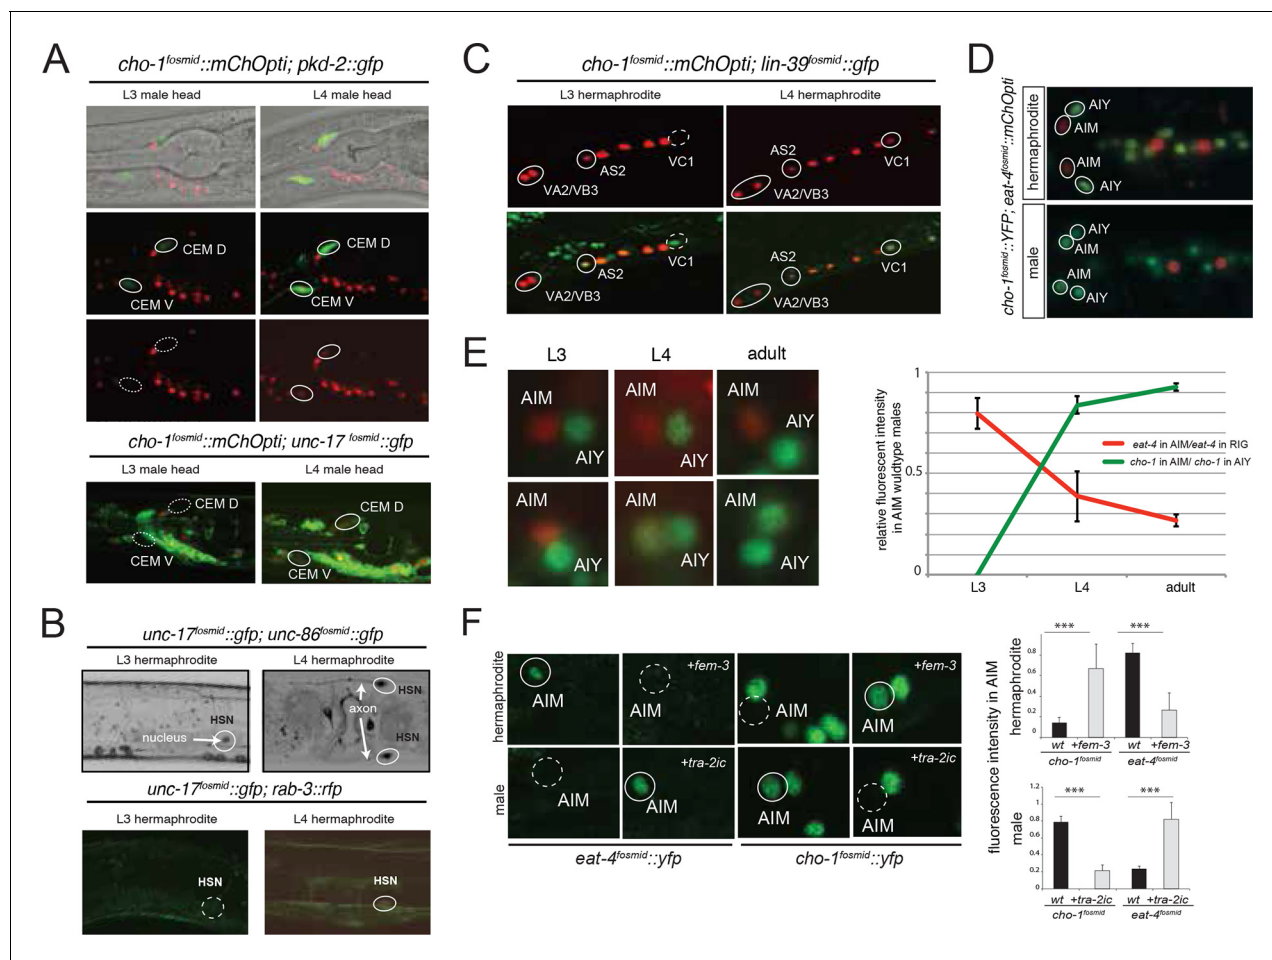 A
cho-1fosmid::mChOpti; pkd-2::gfp
L3 male head
L4 male head
CEM D
CEM D
CEM V
CEM V
cho-1fosmid::mChOpti; unc-17 fosmid::gfp
L3 male head
L4 male head
CEM D
CEM D
CEM V
CEM V
B
unc-17fosmid::gfp; unc-86fosmid::gfp
L3 hermaphrodite
L4 hermaphrodite
HSN
nucleus
HSN
axon
HSN
unc-17fosmid::gfp; rab-3::rfp
L3 hermaphrodite
L4 hermaphrodite
HSN
HSN
C
cho-1fosmid::mChOpti; lin-39fosmid::gfp
L3 hermaphrodite
L4 hermaphrodite
AS2
VC1
VA2/VB3
AS2
VC1
VA2/VB3
AS2
VC1
VA2/VB3
AS2
VC1
VA2/VB3
D
cho-1fosmid::YFP; eat-4fosmid::mChOpti
hermaphrodite
male
AIY
AIM
AIM
AIY
AIY
AIM
AIM
AIY
E
L3
L4
adult
AIM
AIY
AIM
AIY
AIM
AIY
AIM
AIY
AIM
AIY
AIM
AIY
relative fluorescent intensity
in AIM wuldtype males
1
0.5
0
eat-4 in AIM/eat-4 in RIG
cho-1 in AIM/ cho-1 in AIY
L3
L4
adult
F
hermaphrodite
male
AIM
+fem-3
AIM
AIM
+fem-3
AIM
AIM
+tra-2ic
AIM
AIM
+tra-2ic
AIM
eat-4fosmid::yfp
cho-1fosmid::yfp
fluorescence intensity in AIM
hermaphrodite
male
***
***
0.8
0.6
0.4
0.2
0
wt +fem-3 wt +fem-3
cho-1fosmid eat-4fosmid
1.2
1
0.8
0.6
0.4
0.2
0
***
***
wt +tra-2ic wt +tra-2ic
cho-1fosmid eat-4fosmid